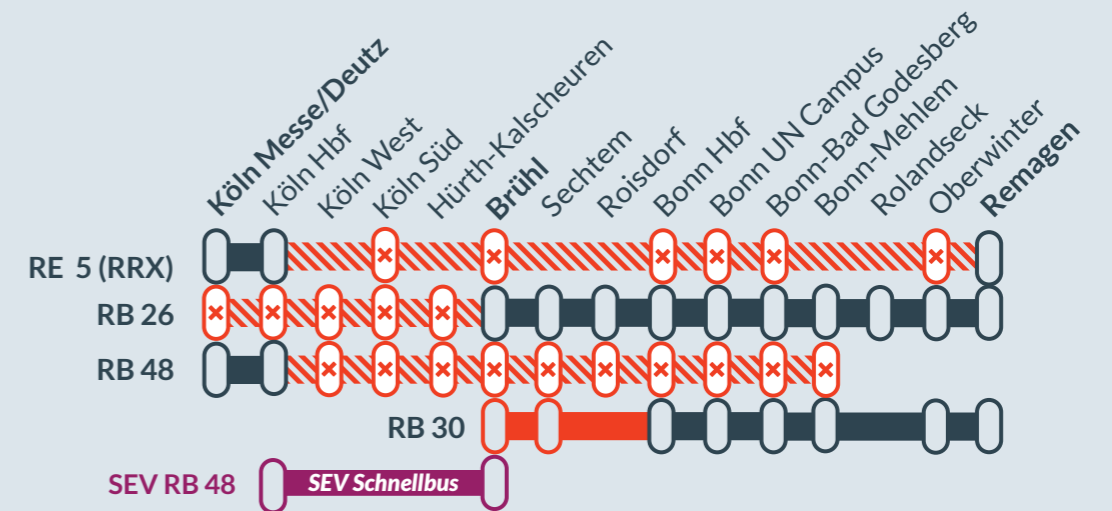 Köln Messe/Deutz
Köln Hbf
Köln West
Köln Süd
Hürth-Kalscheuren
Brühl
Sechtem
Roisdorf
Bonn Hbf
Bonn UN Campus
Bonn-Bad Godesberg
Bonn-Mehlem
Rolandseck
Oberwinter
Remagen
RE 5 (RRX)
RB 26
RB 48
RB 30
SEV RB 48
SEV Schnellbus